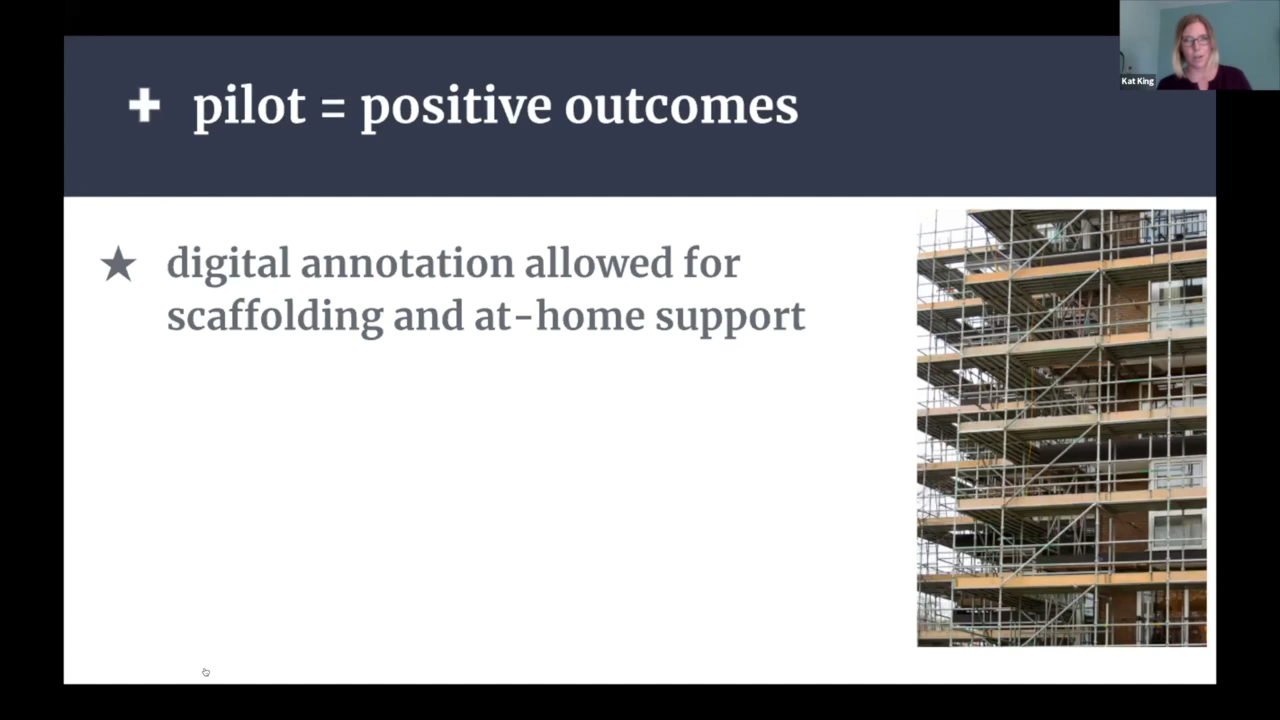 + pilot = positive outcomes
★ digital annotation allowed for
scaffolding and at-home support
Kat King